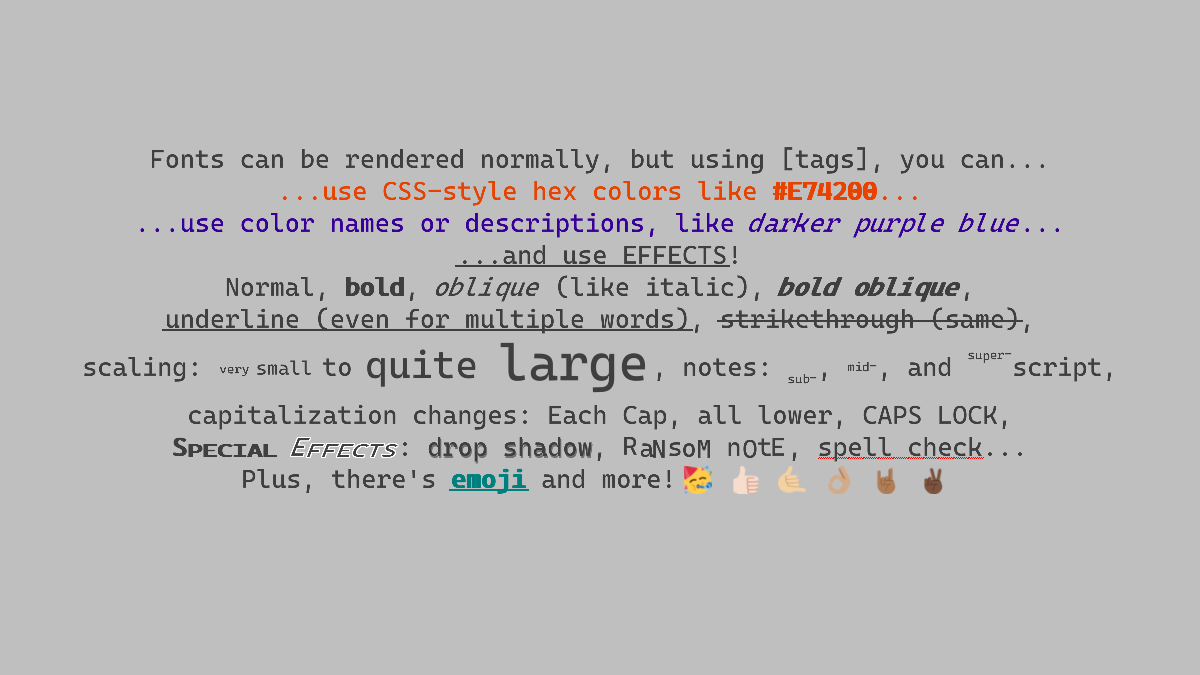 Fonts can be rendered normally, but using [tags], you can...
...use CSS-style hex colors like #E74200...
...use color names or descriptions, like darker purple blue...
...and use EFFECTS!
Normal, bold, oblique (like italic), bold oblique,
underline (even for multiple words), strikethrough (same),
scaling: very small to quite large, notes: sub-, mid-, and super-script,
capitalization changes: Each Cap, all lower, CAPS LOCK,
Special Effects: drop shadow, RaNsoM nOtE, spell check...
Plus, there's emoji and more! 🥳 👍🏻 🤙🏼 👌🏽 🤘🏾 ✌🏿